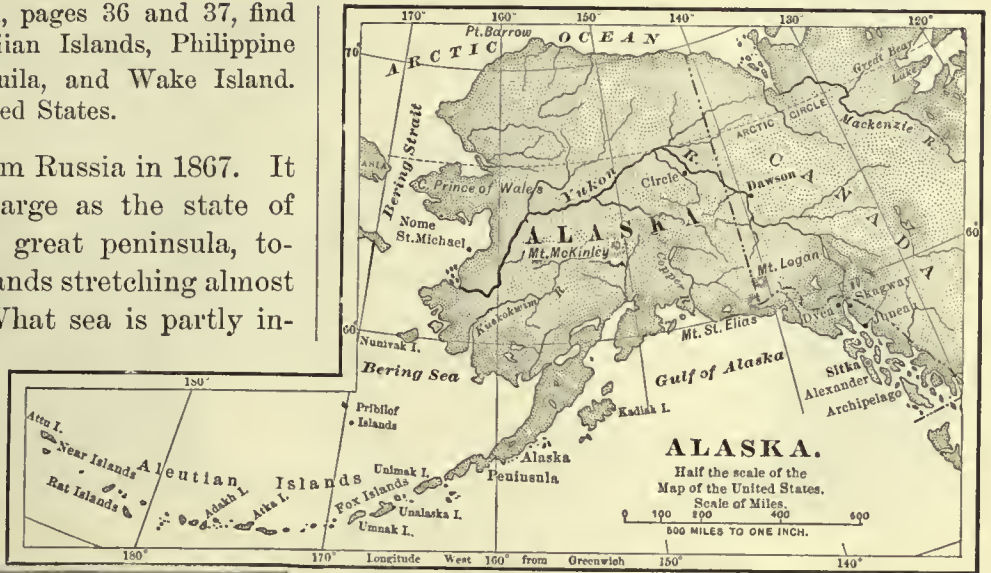 , pages 36 and 37, find
iian Islands, Philippine
uila, and Wake Island.
ed States.
m Russia in 1867. It
arge as the state of
great peninsula, to-
ands stretching almost
What sea is partly in-
170°
160°
150°
140°
130°
120°
70
Pt.Barrow
ARCTIC OCEAN
Great Bear
Lake
ARCTIC CIRCLE
Mackenzie R.
Bering Strait
ASIA
C. Prince of Wales
Yukon R.
Circle
Dawson
CANADA
Nome
St.Michael
ALASKA
60
Mt.McKinley
Copper
Mt. Logan
Kuskokwim R.
Skagway
Dyea
Juneau
60
Nunivak I.
Mt. St. Elias
Bering Sea
Gulf of Alaska
Sitka
Alexander
Archipelago
180°
Pribilof
Islands
Kadiak I.
Attu I.
Near Islands
Aleutian Islands
Rat Islands
Adakh I.
Atka I.
Unimak I.
Fox Islands
Unalaska I.
Umnak I.
Alaska
Peninsula
ALASKA.
Half the scale of the
Map of the United States.
Scale of Miles.
0 100 200 400 600
500 MILES TO ONE INCH.
180°
170°
Longitude West from Greenwich
160°
150°
140°